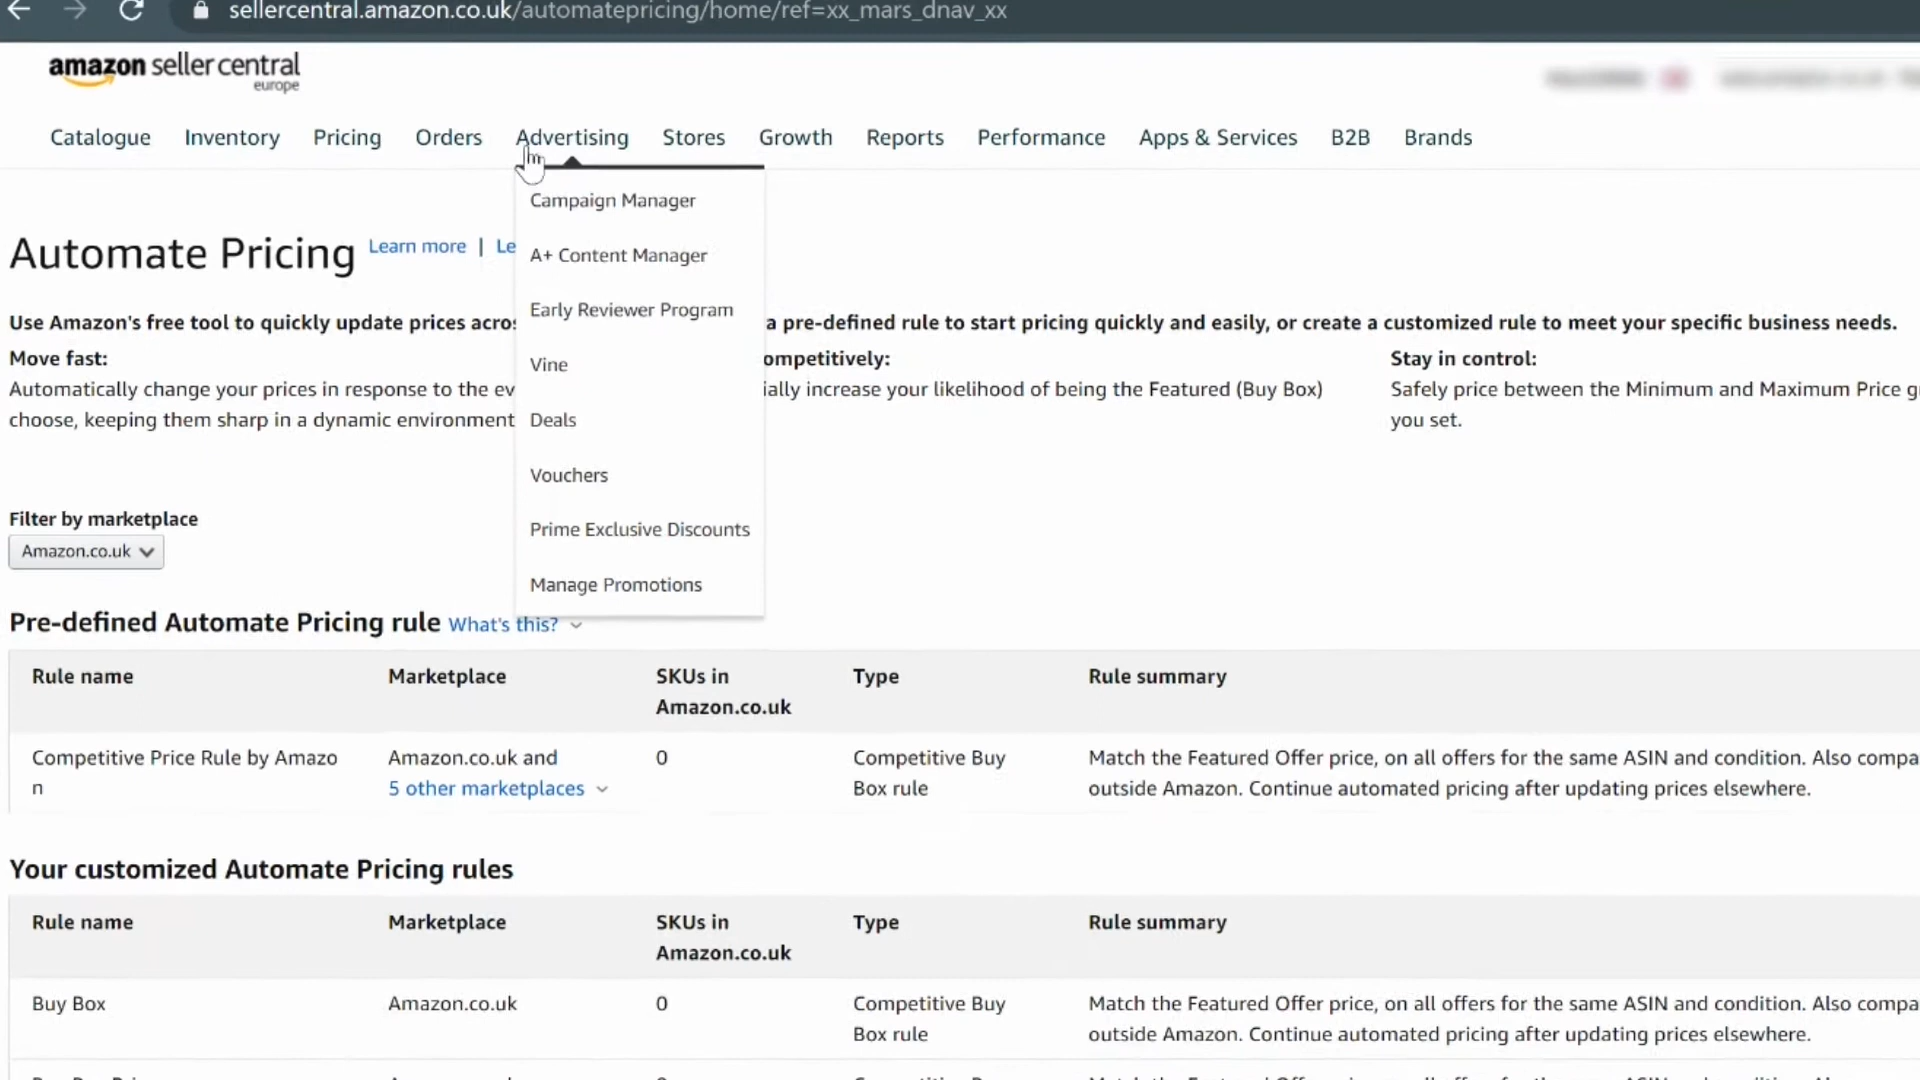 sellercentral.amazon.co.uk/automatepricing/home/ref=xx_mars_dnav_xx
amazon seller central
europe
Catalogue Inventory Pricing Orders Advertising Stores Growth Reports Performance Apps & Services B2B Brands
Campaign Manager
A+ Content Manager
Early Reviewer Program
Vine
Deals
Vouchers
Prime Exclusive Discounts
Manage Promotions
Automate Pricing Learn more | Le
Use Amazon's free tool to quickly update prices acro a pre-defined rule to start pricing quickly and easily, or create a customized rule to meet your specific business needs.
Move fast: ompetitively: Stay in control:
Automatically change your prices in response to the ev ially increase your likelihood of being the Featured (Buy Box) Safely price between the Minimum and Maximum Price g
choose, keeping them sharp in a dynamic environment you set.
Filter by marketplace
Amazon.co.uk
Pre-defined Automate Pricing rule What's this?
Rule name Marketplace SKUs in Type Rule summary
Amazon.co.uk
Competitive Price Rule by Amazo Amazon.co.uk and 0 Competitive Buy Match the Featured Offer price, on all offers for the same ASIN and condition. Also compa
n 5 other marketplaces Box rule outside Amazon. Continue automated pricing after updating prices elsewhere.
Your customized Automate Pricing rules
Rule name Marketplace SKUs in Type Rule summary
Amazon.co.uk
Buy Box Amazon.co.uk 0 Competitive Buy Match the Featured Offer price, on all offers for the same ASIN and condition. Also compa
Box rule outside Amazon. Continue automated pricing after updating prices elsewhere.